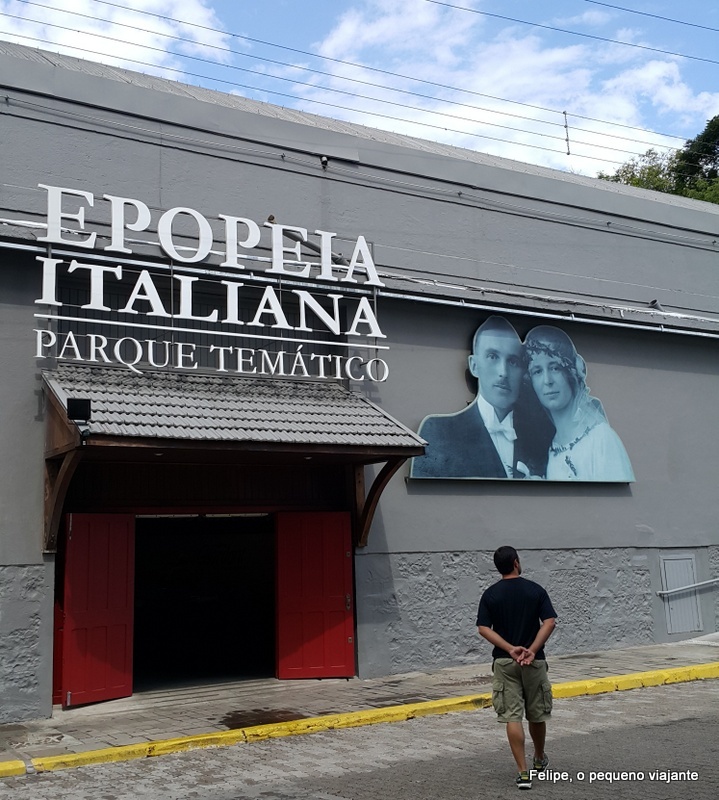 EPOPEIA
ITALIANA
PARQUE TEMÁTICO
Felipe, o pequeno viajante